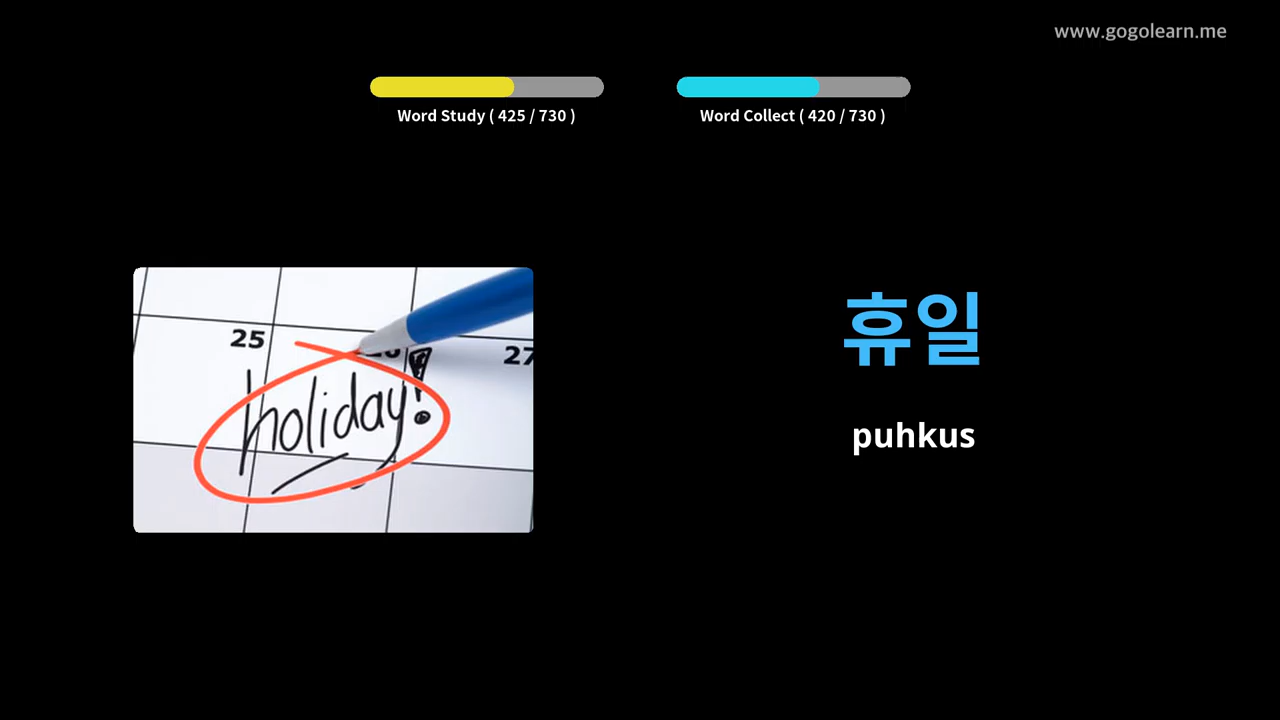 www.gogolearn.me
Word Study ( 425 / 730 )
Word Collect ( 420 / 730 )
25
27
holiday!
휴일
puhkus